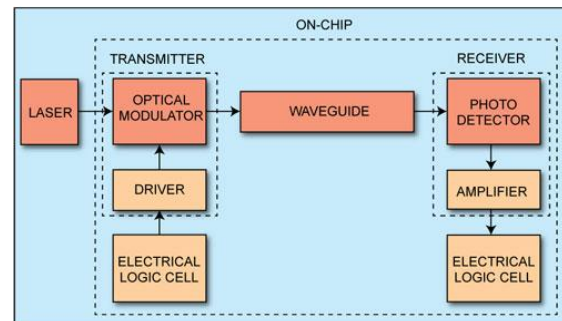 ON-CHIP
TRANSMITTER
RECEIVER
LASER
OPTICAL
MODULATOR
WAVEGUIDE
PHOTO
DETECTOR
DRIVER
AMPLIFIER
ELECTRICAL
LOGIC CELL
ELECTRICAL
LOGIC CELL